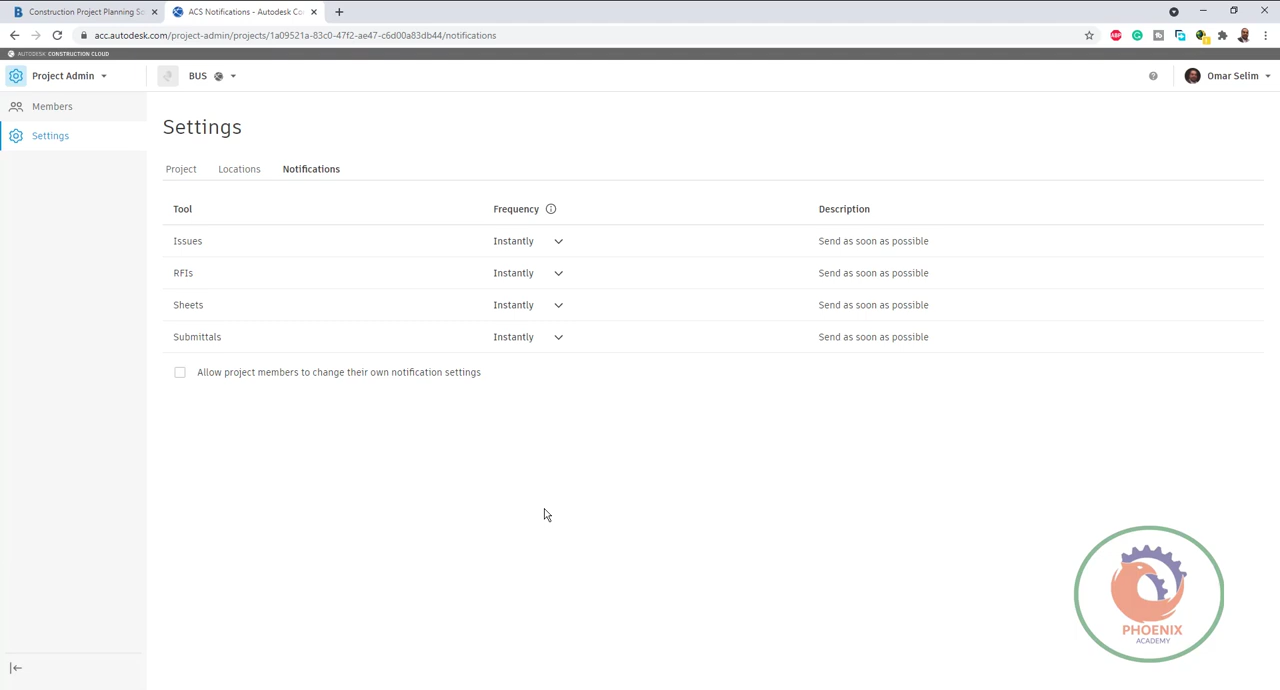 Construction Project Planning So
ACS Notifications - Autodesk Co
acc.autodesk.com/project-admin/projects/1a09521a-83c0-47f2-ae47-c6d00a83db44/notifications
AUTODESK CONSTRUCTION CLOUD
Project Admin
BUS
Omar Selim
Members
Settings
Settings
Project Locations Notifications
Tool Frequency Description
Issues Instantly Send as soon as possible
RFIs Instantly Send as soon as possible
Sheets Instantly Send as soon as possible
Submittals Instantly Send as soon as possible
Allow project members to change their own notification settings
PHOENIX
ACADEMY